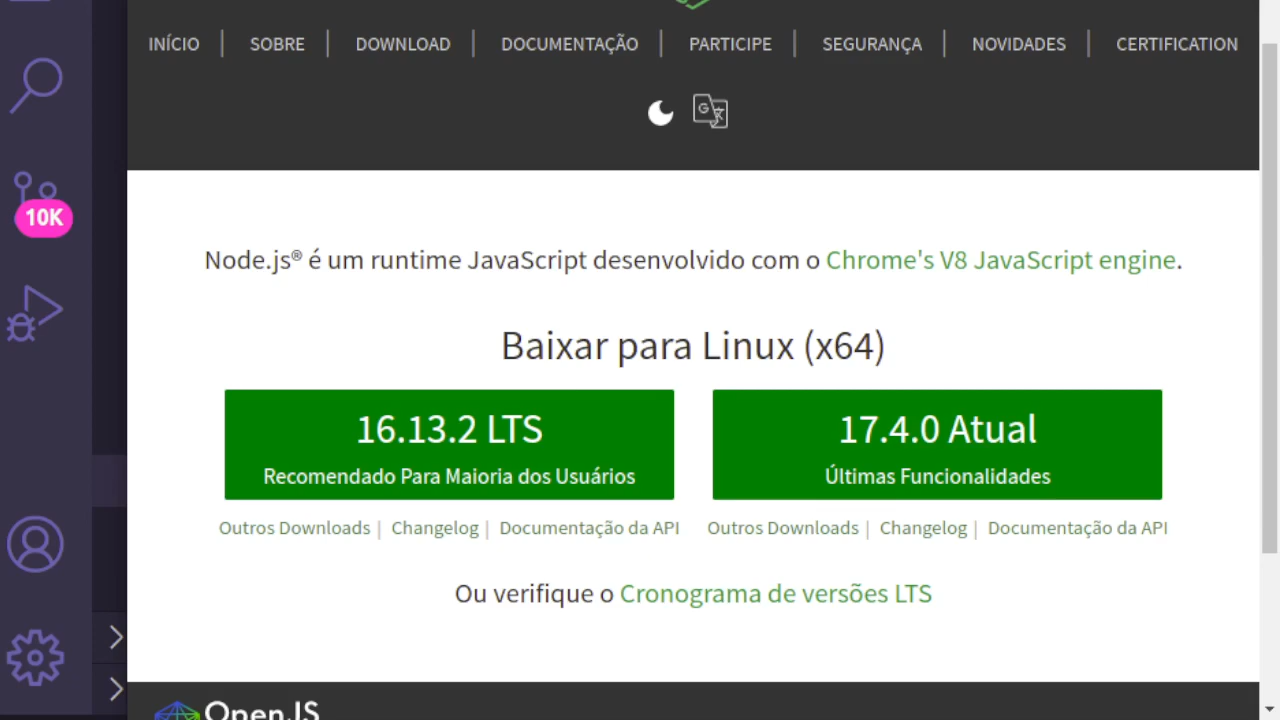 INÍCIO | SOBRE | DOWNLOAD | DOCUMENTAÇÃO | PARTICIPE | SEGURANÇA | NOVIDADES | CERTIFICATION
10K
Node.js® é um runtime JavaScript desenvolvido com o Chrome's V8 JavaScript engine.
Baixar para Linux (x64)
16.13.2 LTS
Recomendado Para Maioria dos Usuários
Outros Downloads | Changelog | Documentação da API
17.4.0 Atual
Últimas Funcionalidades
Outros Downloads | Changelog | Documentação da API
Ou verifique o Cronograma de versões LTS
OpenJS